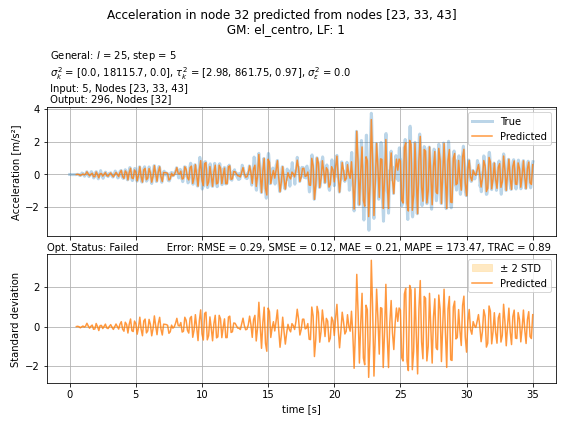 Acceleration in node 32 predicted from nodes [23, 33, 43]
GM: el_centro, LF: 1
General: l = 25, step = 5
σ²ₖ = [0.0, 18115.7, 0.0], τ²ₖ = [2.98, 861.75, 0.97], σ²ε = 0.0
Input: 5, Nodes [23, 33, 43]
Output: 296, Nodes [32]
Acceleration [m/s²]
4
2
0
−2
True
Predicted
Opt. Status: Failed Error: RMSE = 0.29, SMSE = 0.12, MAE = 0.21, MAPE = 173.47, TRAC = 0.89
Standard deviation
2
0
−2
± 2 STD
Predicted
0 5 10 15 20 25 30 35
time [s]